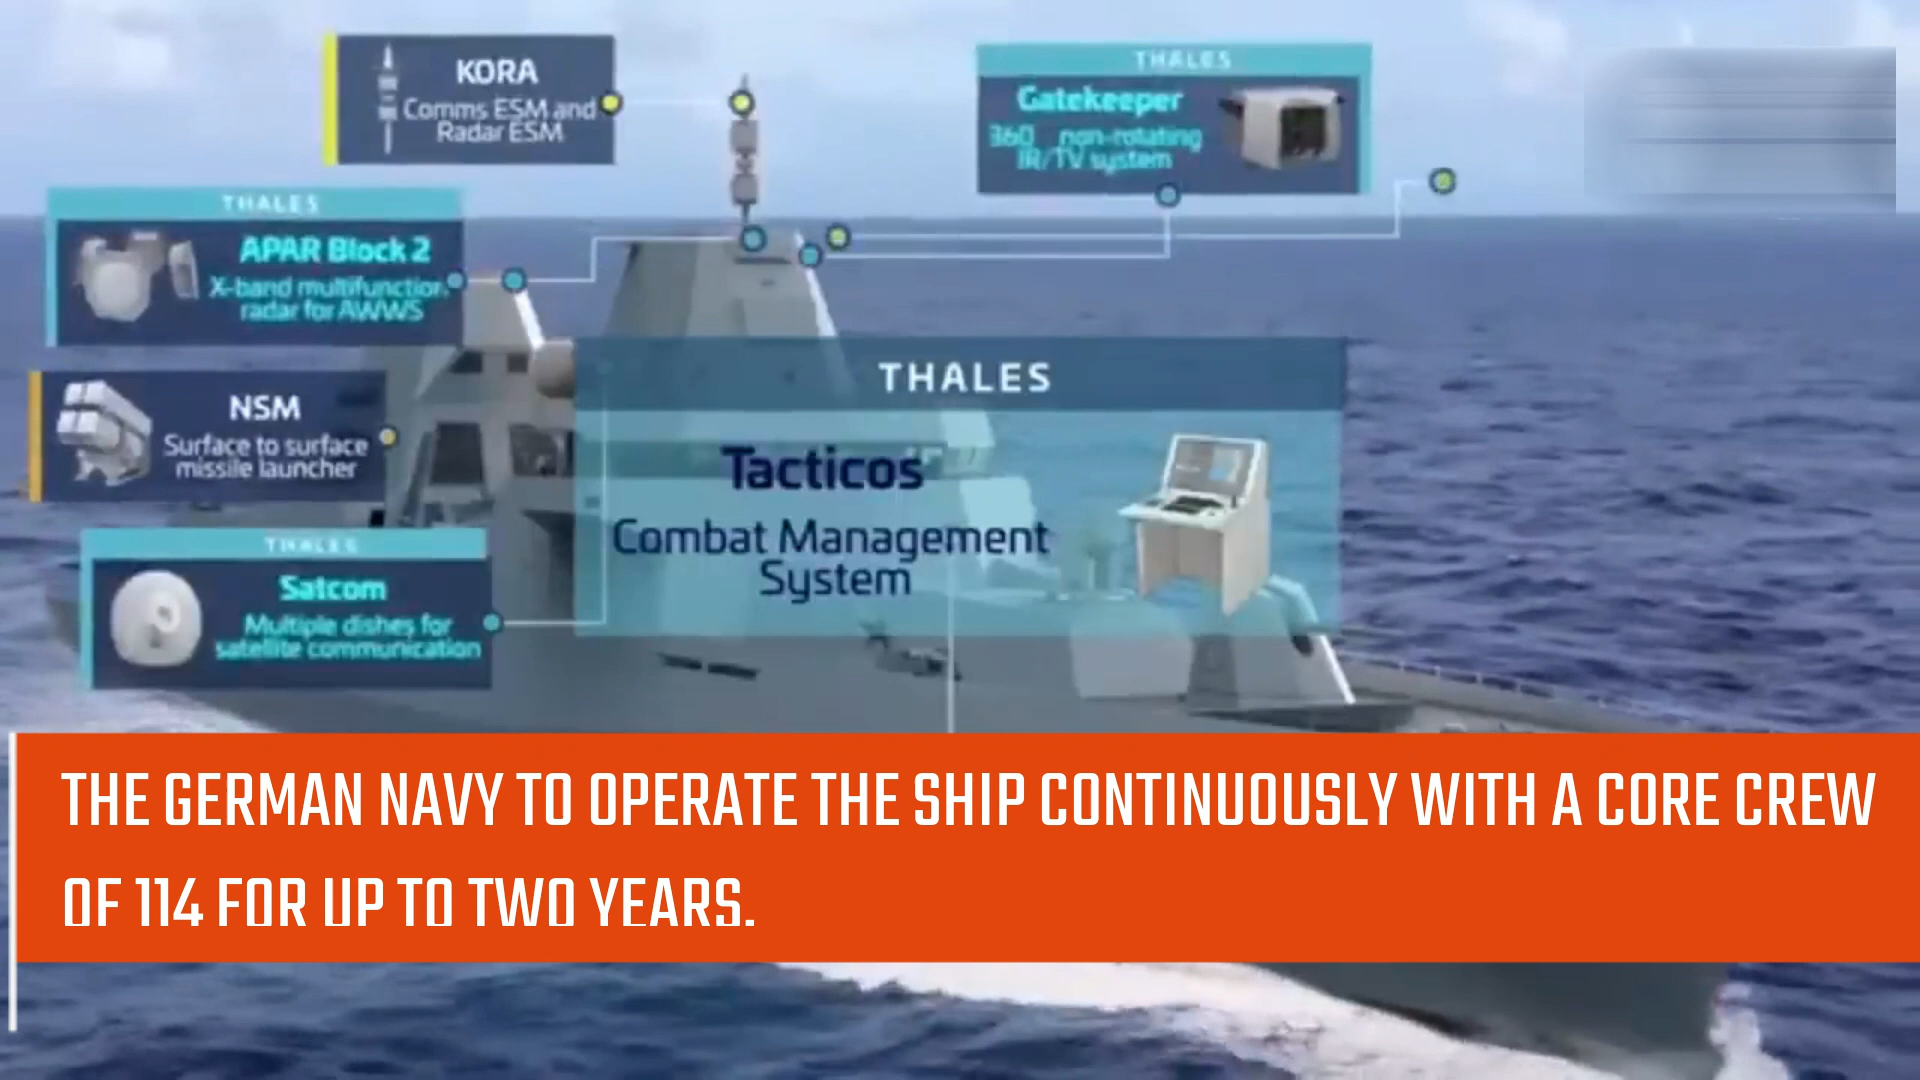 KORA
Comms ESM and
Radar ESM
THALES
Gatekeeper
360 non-rotating
IR/TV system
THALES
APAR Block 2
X-band multifunction
radar for AWWS
THALES
Tacticos
Combat Management
System
NSM
Surface to surface
missile launcher
THALES
Satcom
Multiple dishes for
satellite communication
THE GERMAN NAVY TO OPERATE THE SHIP CONTINUOUSLY WITH A CORE CREW
OF 114 FOR UP TO TWO YEARS.